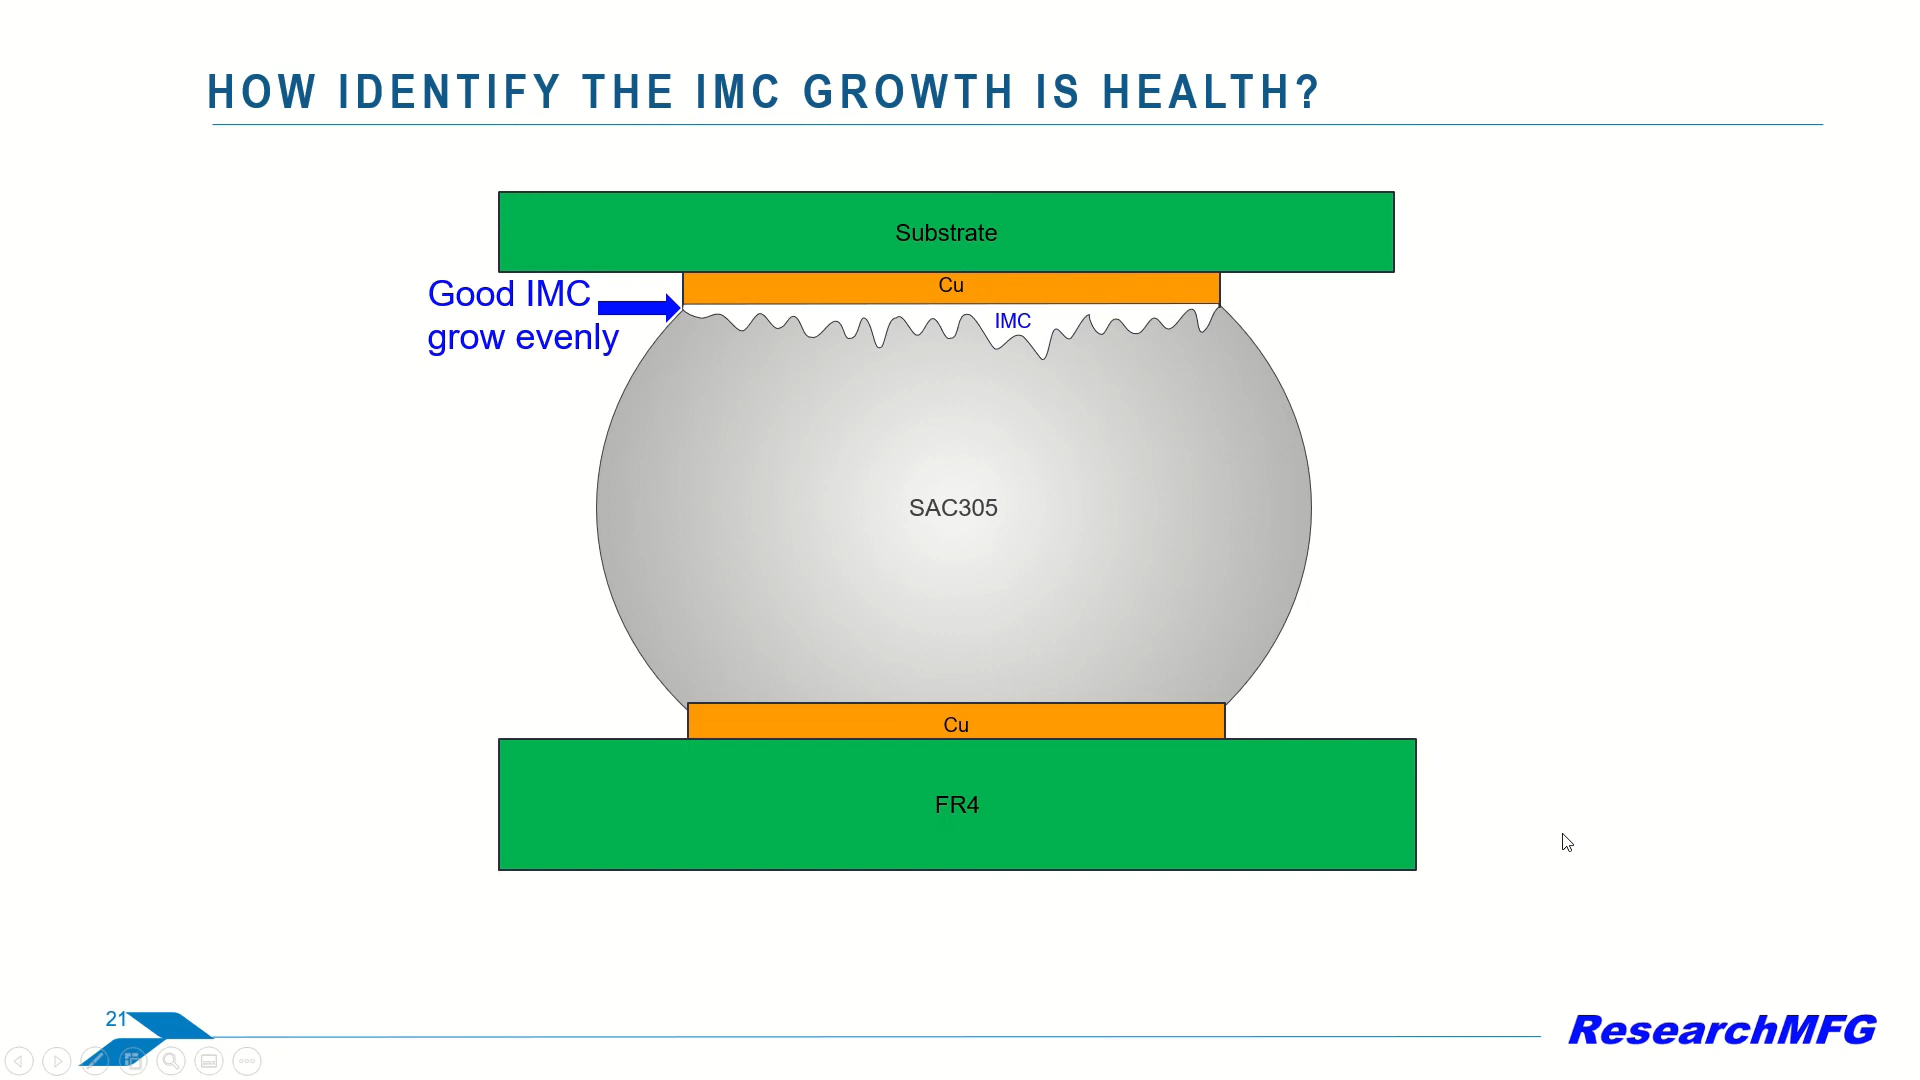 HOW IDENTIFY THE IMC GROWTH IS HEALTH?
Substrate
Cu
Good IMC
grow evenly
IMC
SAC305
Cu
FR4
21
ResearchMFG